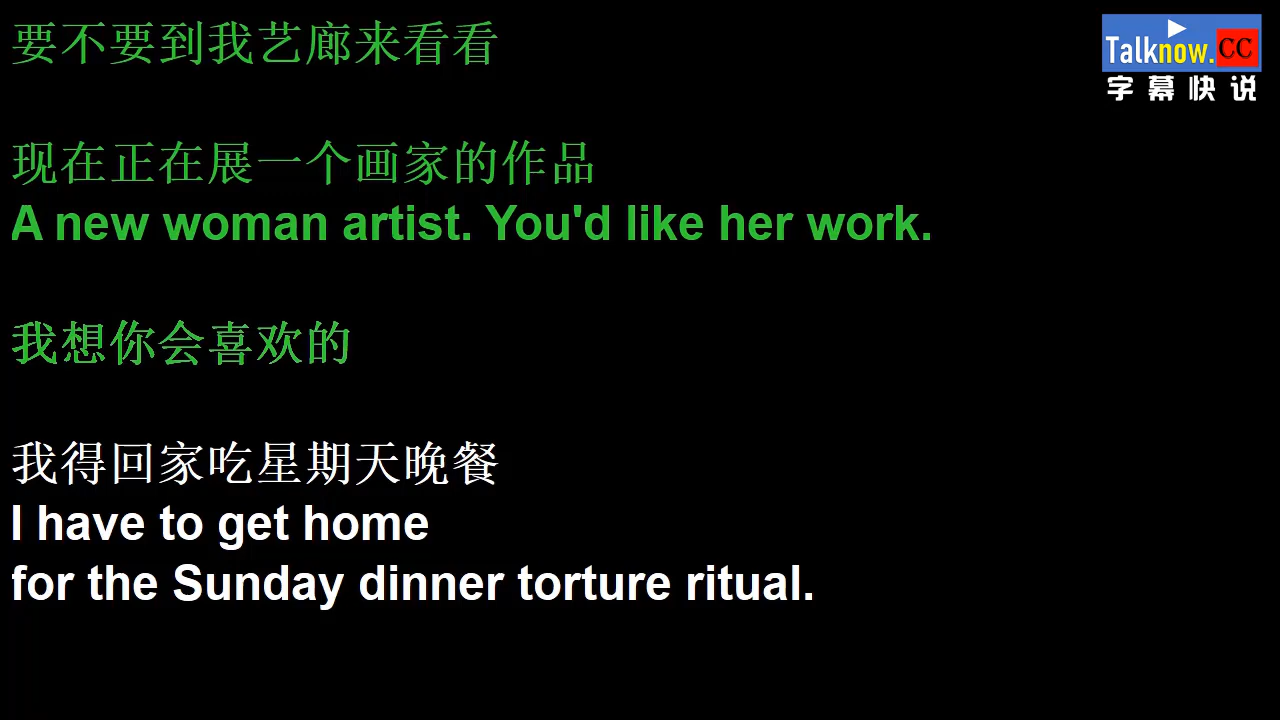 要不要到我艺廊来看看
Talknow.CC
字幕快说
现在正在展一个画家的作品
A new woman artist. You'd like her work.
我想你会喜欢的
我得回家吃星期天晚餐
I have to get home
for the Sunday dinner torture ritual.